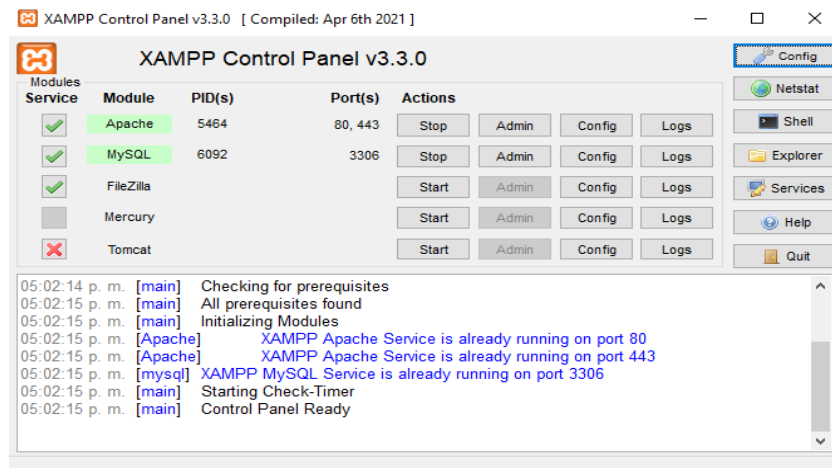 XAMPP Control Panel v3.3.0 [ Compiled: Apr 6th 2021 ]
XAMPP Control Panel v3.3.0
Config
Modules
Service Module PID(s) Port(s) Actions
Netstat
Apache 5464 80, 443 Stop Admin Config Logs
Shell
MySQL 6092 3306 Stop Admin Config Logs
Explorer
FileZilla Start Admin Config Logs
Services
Mercury Start Admin Config Logs
Help
Tomcat Start Admin Config Logs
Quit
05:02:14 p. m. [main] Checking for prerequisites
05:02:15 p. m. [main] All prerequisites found
05:02:15 p. m. [main] Initializing Modules
05:02:15 p. m. [Apache] XAMPP Apache Service is already running on port 80
05:02:15 p. m. [Apache] XAMPP Apache Service is already running on port 443
05:02:15 p. m. [mysql] XAMPP MySQL Service is already running on port 3306
05:02:15 p. m. [main] Starting Check-Timer
05:02:15 p. m. [main] Control Panel Ready